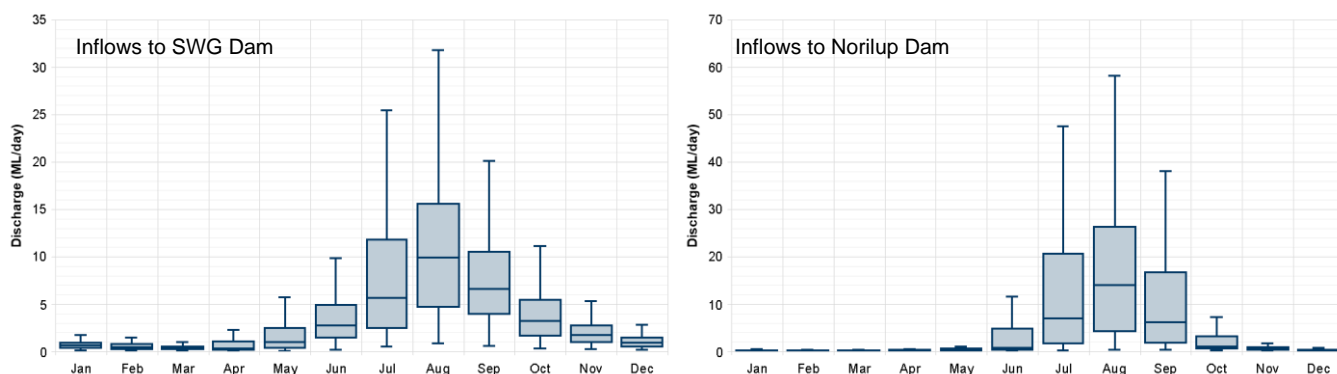 Inflows to SWG Dam
Discharge (ML/day)
35
30
25
20
15
10
5
0
Jan Feb Mar Apr May Jun Jul Aug Sep Oct Nov Dec
Inflows to Norilup Dam
Discharge (ML/day)
70
60
50
40
30
20
10
0
Jan Feb Mar Apr May Jun Jul Aug Sep Oct Nov Dec